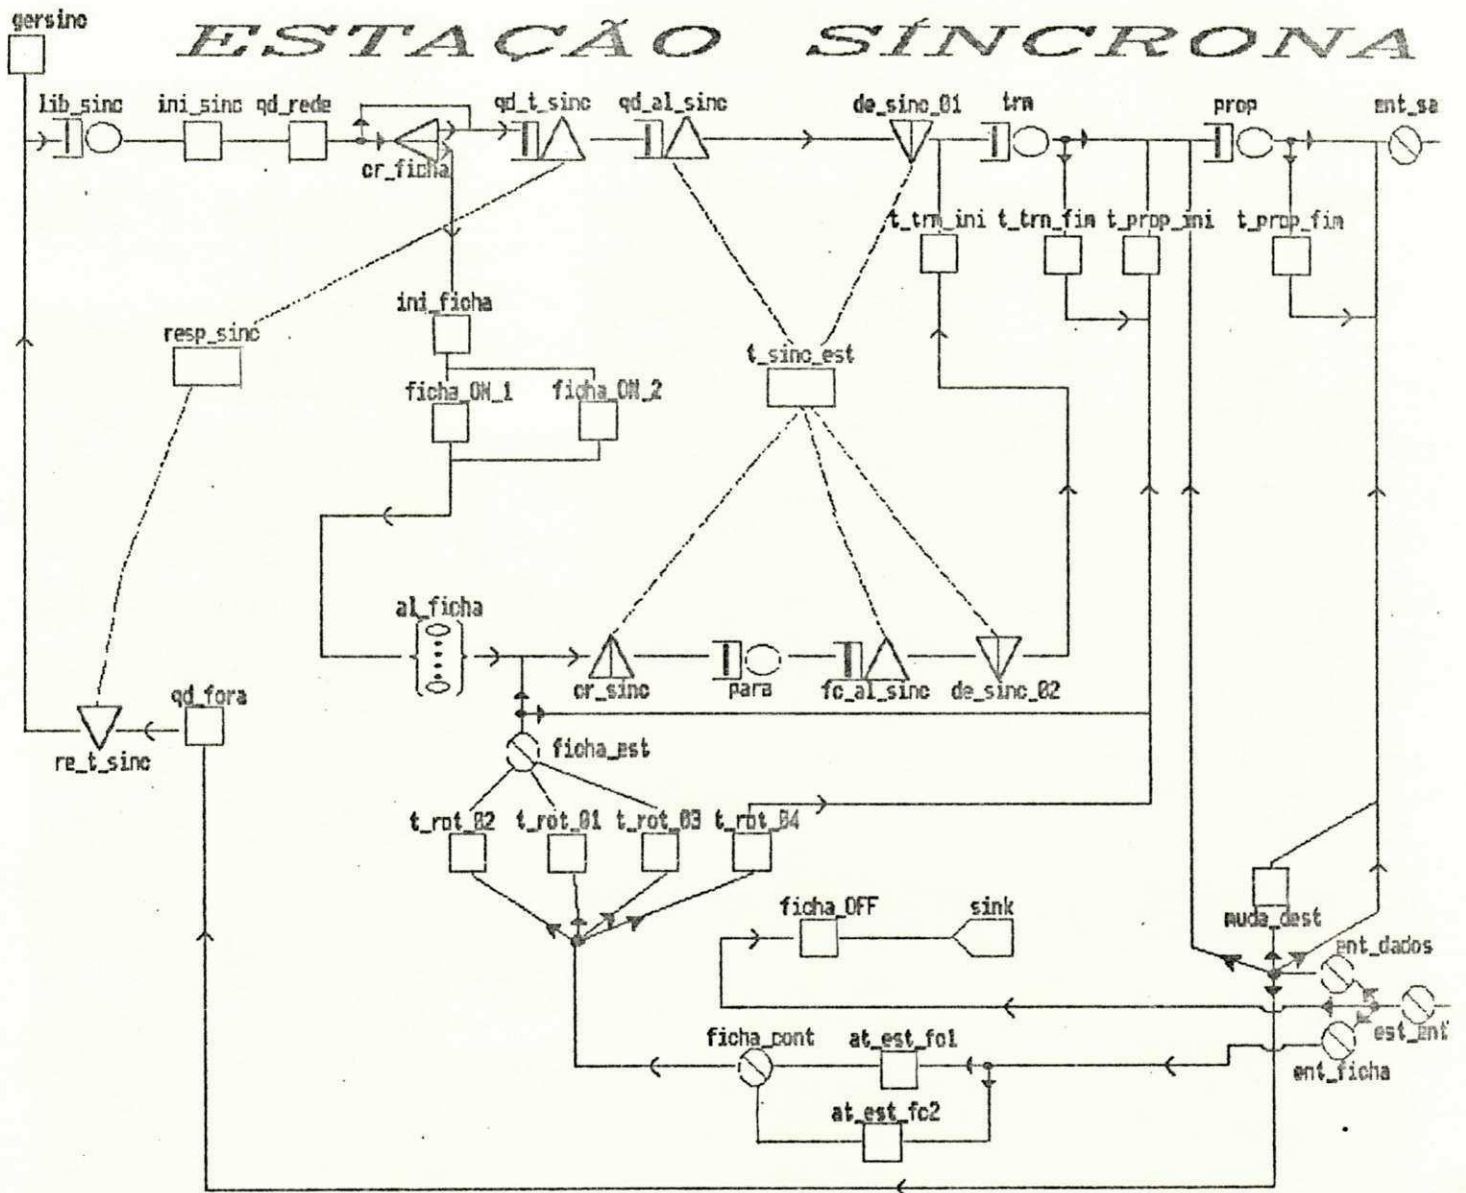 gersinc
ESTAÇÃO SÍNCRONA
lib_sinc ini_sinc qd_rede qd_t_sinc qd_al_sinc de_sinc_01 trm prop ent_sa
cr_ficha
t_trm_ini t_trm_fim t_prop_ini t_prop_fim
ini_ficha
resp_sinc
t_sinc_est
ficha_ON_1 ficha_ON_2
al_ficha
cr_sinc para fc_al_sinc de_sinc_02
qd_fora
re_t_sinc
ficha_est
t_rot_02 t_rot_01 t_rot_03 t_rot_04
ficha_OFF sink
muda_dest
ent_dados
est_ent
ficha_cont at_est_fc1
ent_ficha
at_est_fc2